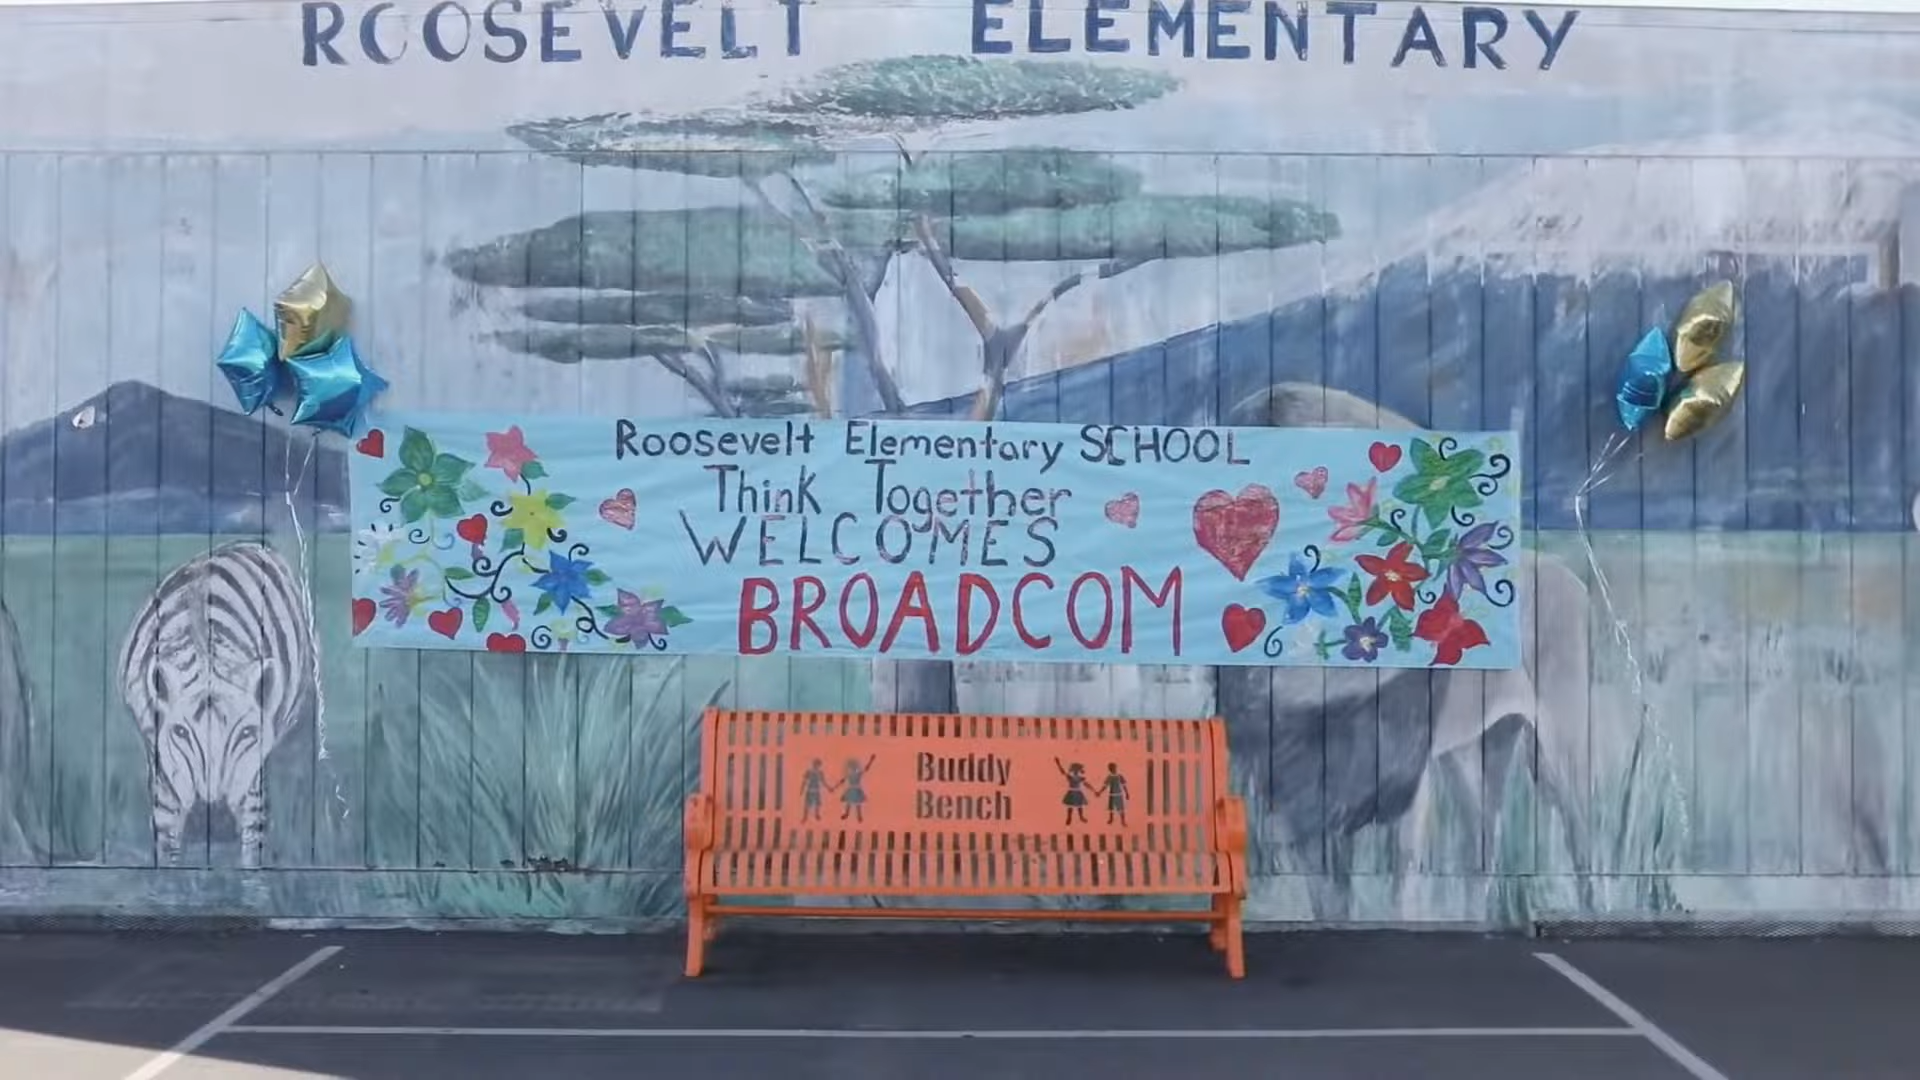 ROOSEVELT ELEMENTARY
Roosevelt Elementary SCHOOL
Think Together
WELCOMES
BROADCOM
Buddy
Bench